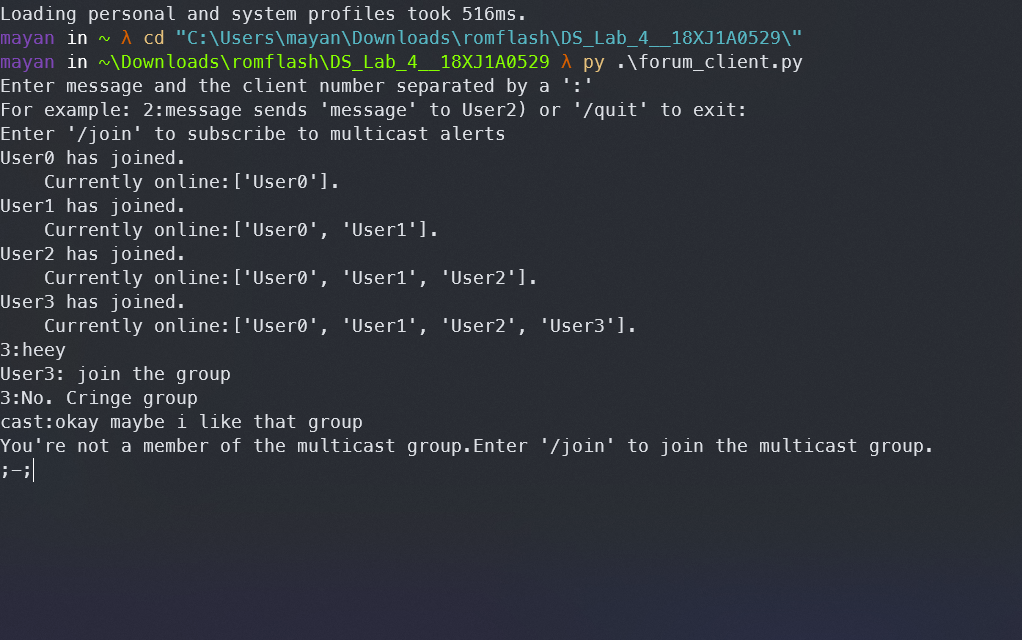 Loading personal and system profiles took 516ms.
mayan in ~ λ cd "C:\Users\mayan\Downloads\romflash\DS_Lab_4__18XJ1A0529\"
mayan in ~\Downloads\romflash\DS_Lab_4__18XJ1A0529 λ py .\forum_client.py
Enter message and the client number separated by a ':'
For example: 2:message sends 'message' to User2) or '/quit' to exit:
Enter '/join' to subscribe to multicast alerts
User0 has joined.
    Currently online:['User0'].
User1 has joined.
    Currently online:['User0', 'User1'].
User2 has joined.
    Currently online:['User0', 'User1', 'User2'].
User3 has joined.
    Currently online:['User0', 'User1', 'User2', 'User3'].
3:heey
User3: join the group
3:No. Cringe group
cast:okay maybe i like that group
You're not a member of the multicast group.Enter '/join' to join the multicast group.
;-;